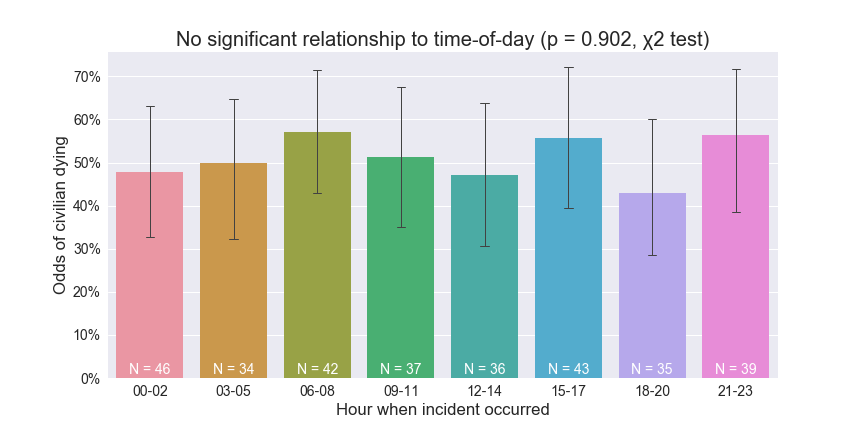 No significant relationship to time-of-day (p = 0.902, χ2 test)
Odds of civilian dying
70%
60%
50%
40%
30%
20%
10%
0%
N = 46 N = 34 N = 42 N = 37 N = 36 N = 43 N = 35 N = 39
00-02 03-05 06-08 09-11 12-14 15-17 18-20 21-23
Hour when incident occurred